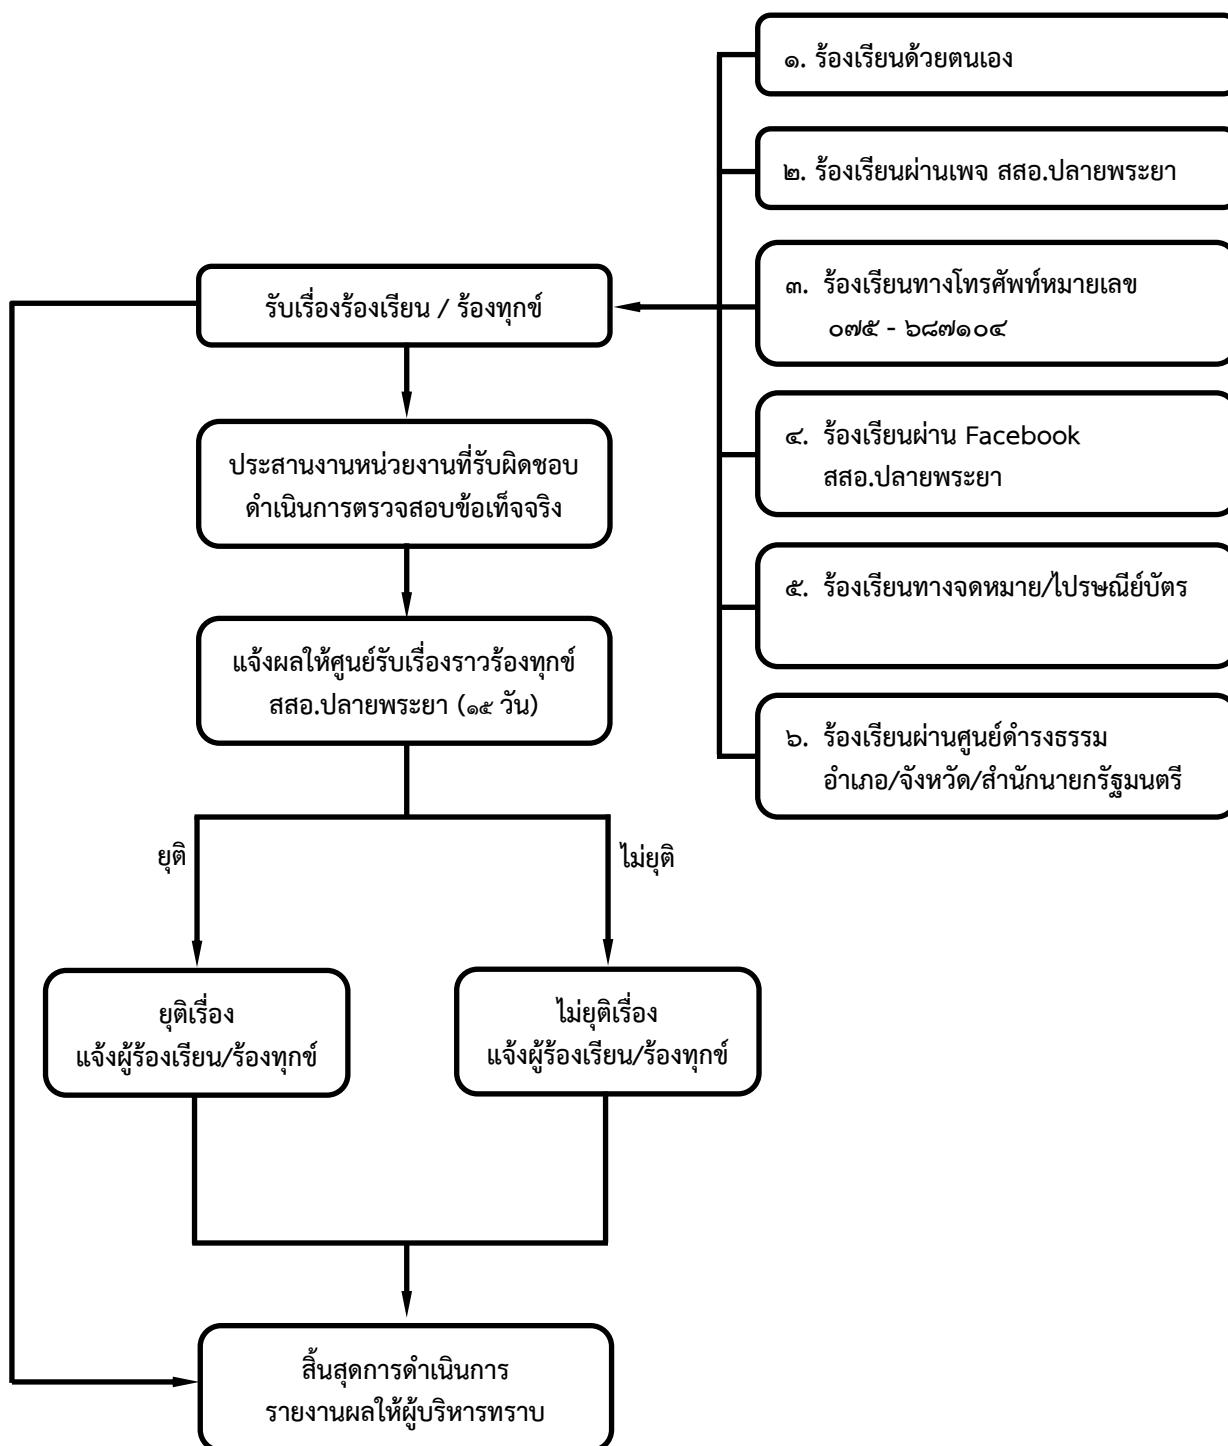 ๑. ร้องเรียนด้วยตนเอง
๒. ร้องเรียนผ่านเพจ สสอ.ปลายพระยา
๓. ร้องเรียนทางโทรศัพท์หมายเลข
๐๗๕ - ๖๘๗๑๐๔
๔. ร้องเรียนผ่าน Facebook
สสอ.ปลายพระยา
๕. ร้องเรียนทางจดหมาย/ไปรษณีย์บัตร
๖. ร้องเรียนผ่านศูนย์ดำรงธรรม
อำเภอ/จังหวัด/สำนักนายกรัฐมนตรี
รับเรื่องร้องเรียน / ร้องทุกข์
ประสานงานหน่วยงานที่รับผิดชอบ
ดำเนินการตรวจสอบข้อเท็จจริง
แจ้งผลให้ศูนย์รับเรื่องราวร้องทุกข์
สสอ.ปลายพระยา (๑๕ วัน)
ยุติ
ไม่ยุติ
ยุติเรื่อง
แจ้งผู้ร้องเรียน/ร้องทุกข์
ไม่ยุติเรื่อง
แจ้งผู้ร้องเรียน/ร้องทุกข์
สิ้นสุดการดำเนินการ
รายงานผลให้ผู้บริหารทราบ